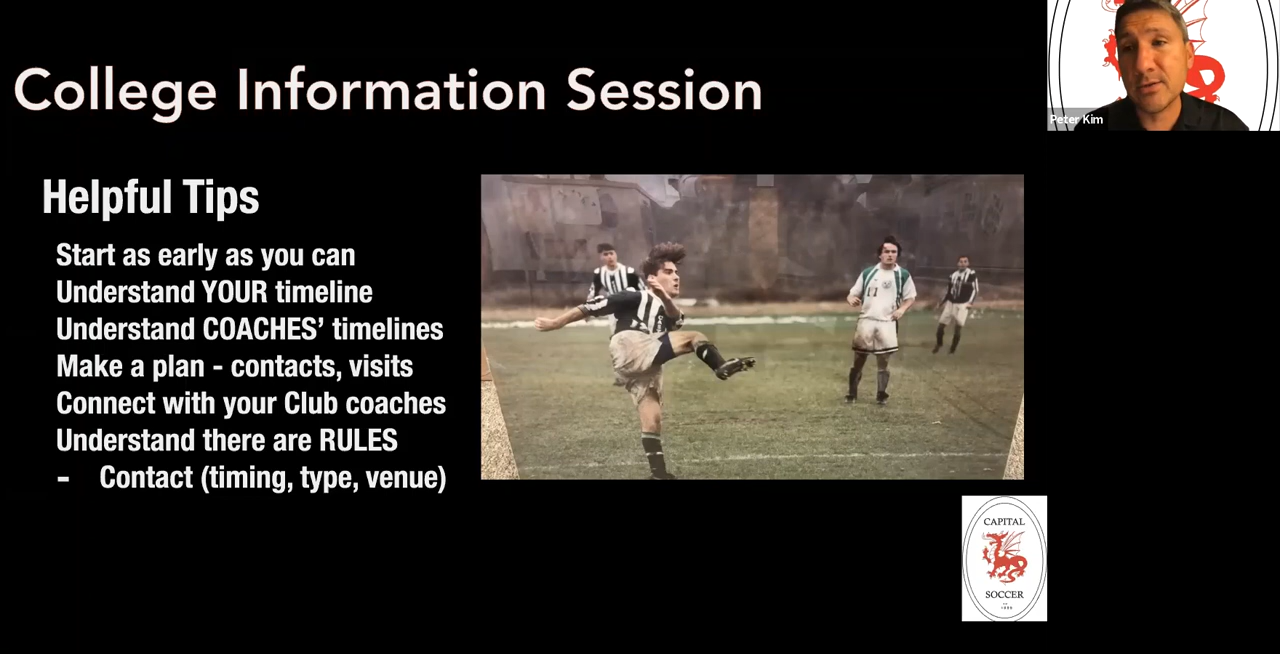 College Information Session
Peter Kim
Helpful Tips
Start as early as you can
Understand YOUR timeline
Understand COACHES’ timelines
Make a plan - contacts, visits
Connect with your Club coaches
Understand there are RULES
- Contact (timing, type, venue)
11
CAPITAL
SOCCER